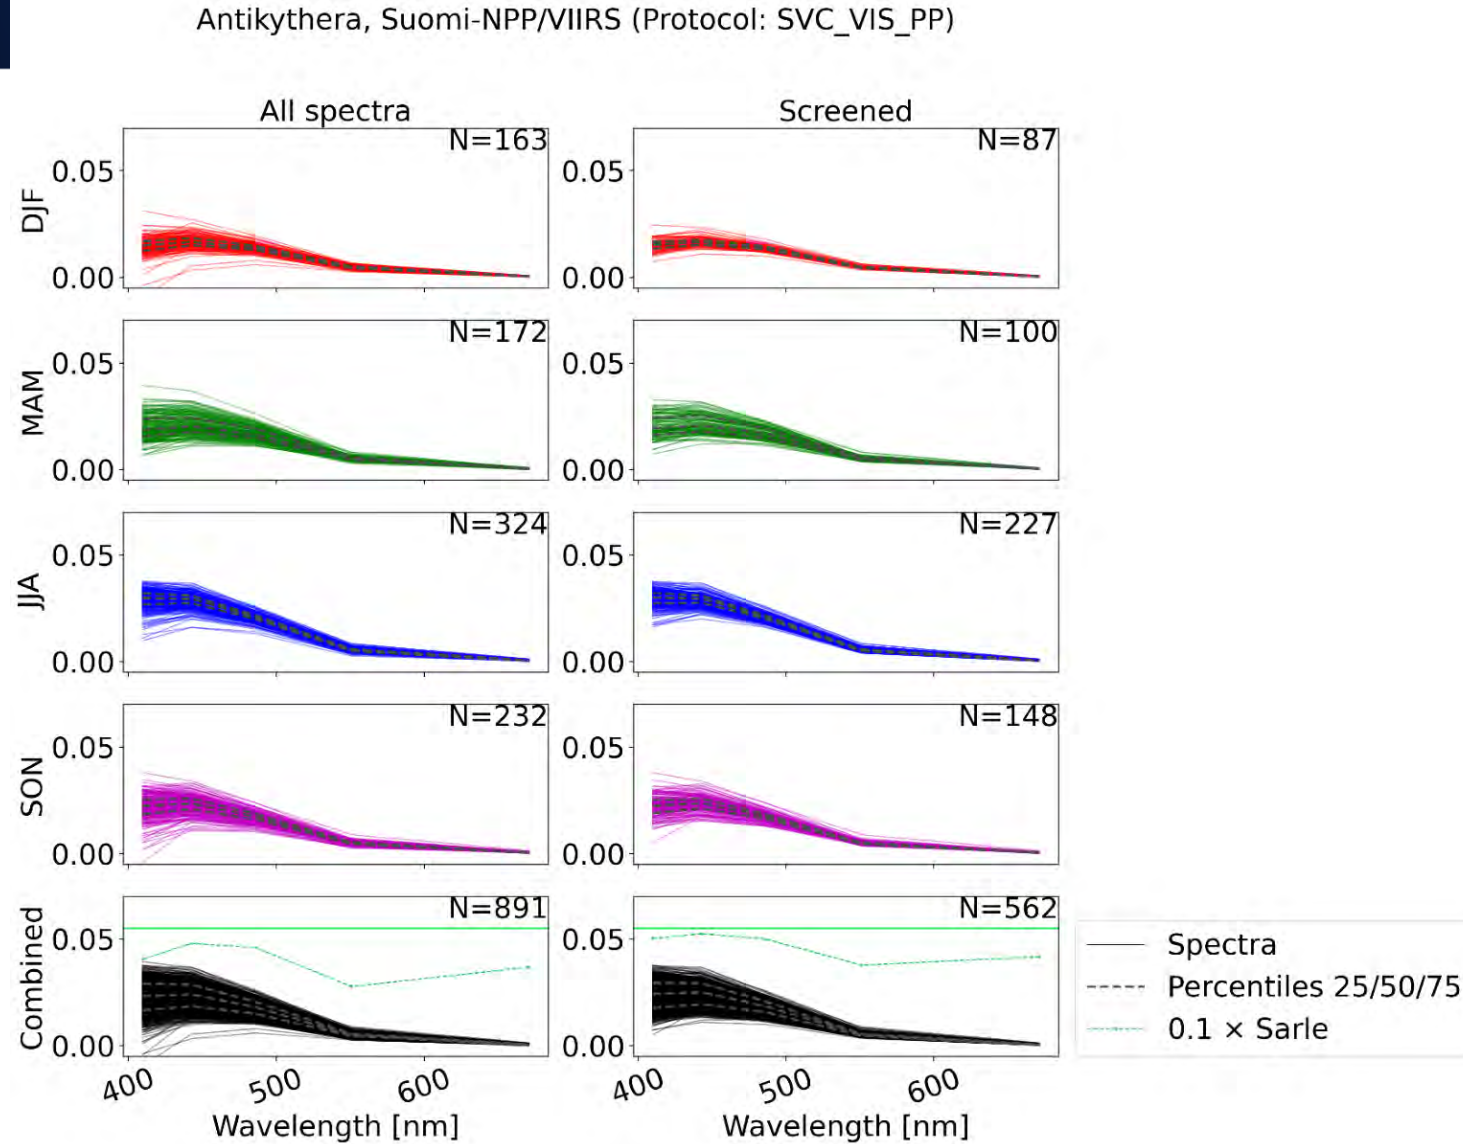 Antikythera, Suomi-NPP/VIIRS (Protocol: SVC_VIS_PP)
All spectra
Screened
DJF
0.05
0.00
N=163
0.05
0.00
N=87
MAM
0.05
0.00
N=172
0.05
0.00
N=100
JJA
0.05
0.00
N=324
0.05
0.00
N=227
SON
0.05
0.00
N=232
0.05
0.00
N=148
Combined
0.05
0.00
N=891
0.05
0.00
N=562
400 500 600
400 500 600
Wavelength [nm]
Wavelength [nm]
Spectra
Percentiles 25/50/75
0.1 × Sarle